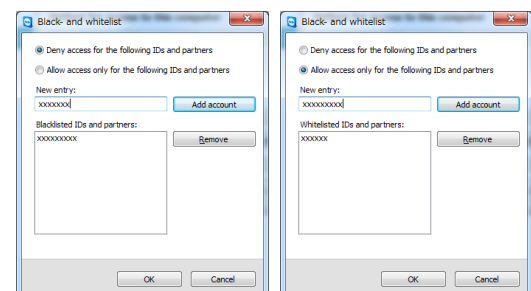 Black- and whitelist
Deny access for the following IDs and partners
Allow access only for the following IDs and partners
New entry:
xxxxxxx
Add account
Blacklisted IDs and partners:
xxxxxxxxx
Remove
OK
Cancel
Black- and whitelist
Deny access for the following IDs and partners
Allow access only for the following IDs and partners
New entry:
xxxxxxxxx
Add account
Whitelisted IDs and partners:
xxxxxx
Remove
OK
Cancel